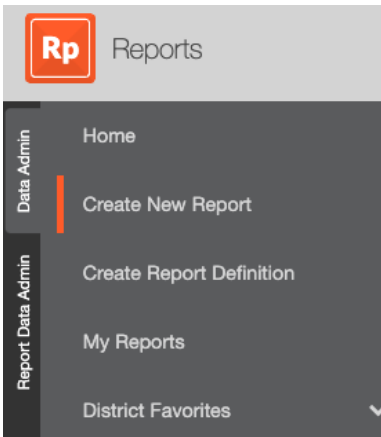 Rp Reports
Data Admin
Report Data Admin
Home
Create New Report
Create Report Definition
My Reports
District Favorites